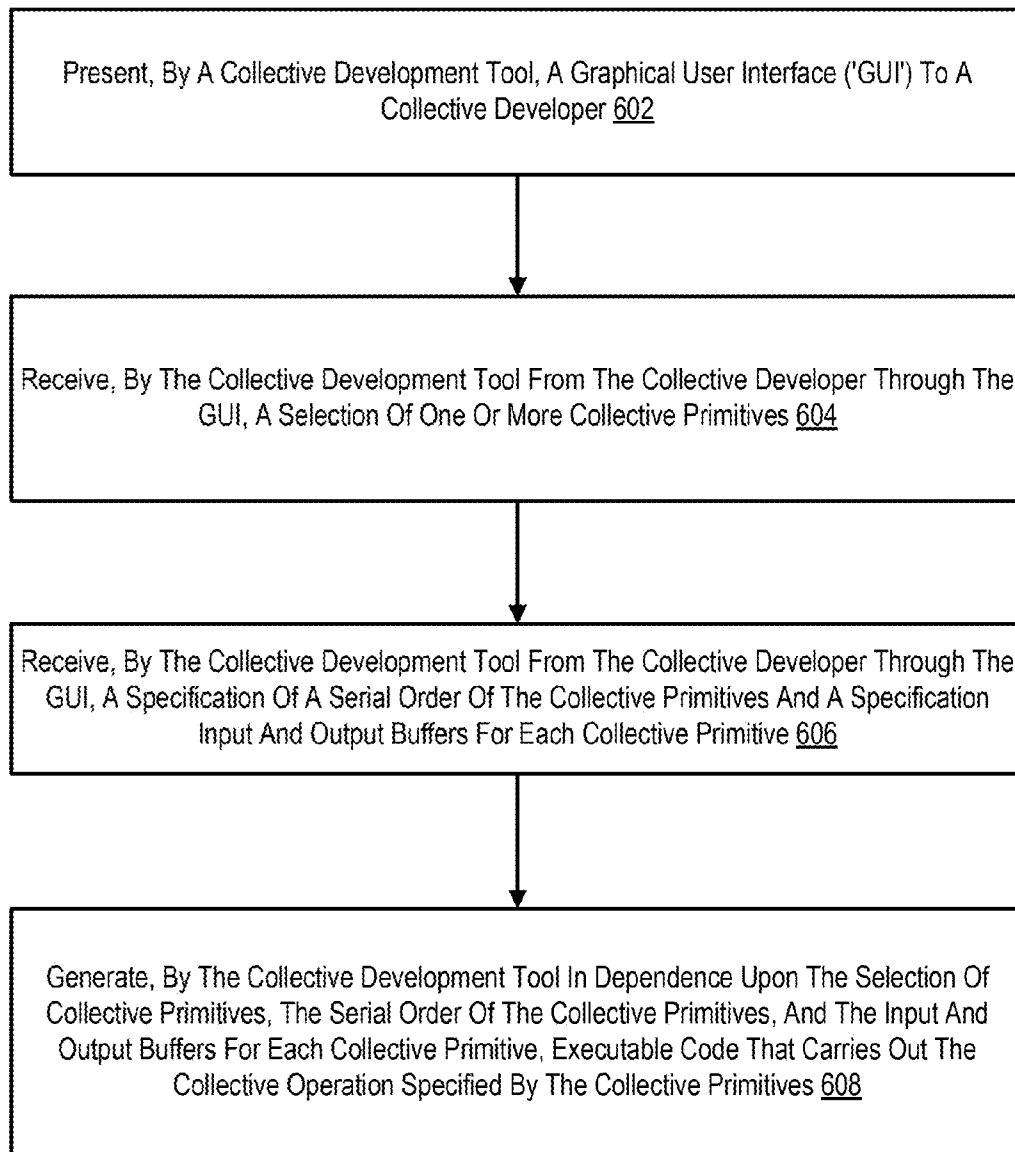 Present, By A Collective Development Tool, A Graphical User Interface ('GUI') To A
Collective Developer 602
Receive, By The Collective Development Tool From The Collective Developer Through The
GUI, A Selection Of One Or More Collective Primitives 604
Receive, By The Collective Development Tool From The Collective Developer Through The
GUI, A Specification Of A Serial Order Of The Collective Primitives And A Specification
Input And Output Buffers For Each Collective Primitive 606
Generate, By The Collective Development Tool In Dependence Upon The Selection Of
Collective Primitives, The Serial Order Of The Collective Primitives, And The Input And
Output Buffers For Each Collective Primitive, Executable Code That Carries Out The
Collective Operation Specified By The Collective Primitives 608